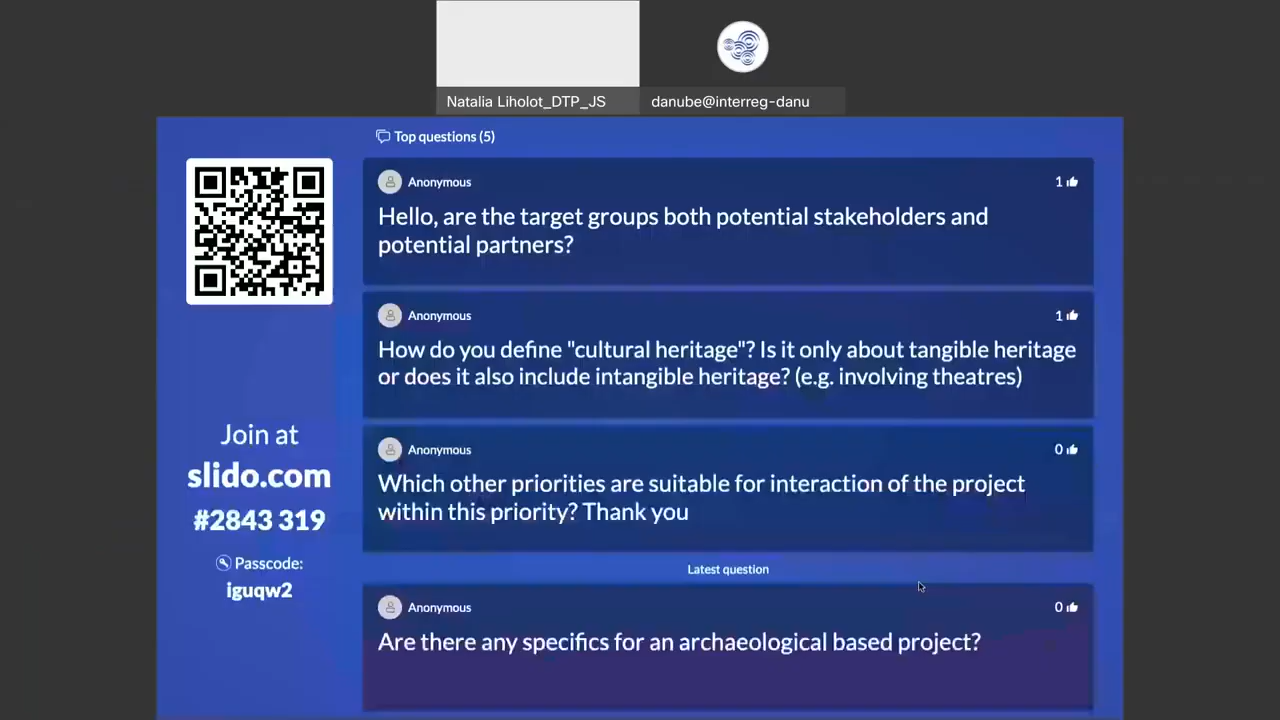 Natalia Liholot_DTP_JS
danube@interreg-danu
Top questions (5)
Anonymous
1
Hello, are the target groups both potential stakeholders and
potential partners?
Anonymous
1
How do you define "cultural heritage"? Is it only about tangible heritage
or does it also include intangible heritage? (e.g. involving theatres)
Anonymous
0
Which other priorities are suitable for interaction of the project
within this priority? Thank you
Latest question
Anonymous
0
Are there any specifics for an archaeological based project?
Join at
slido.com
#2843 319
Passcode:
iguqw2